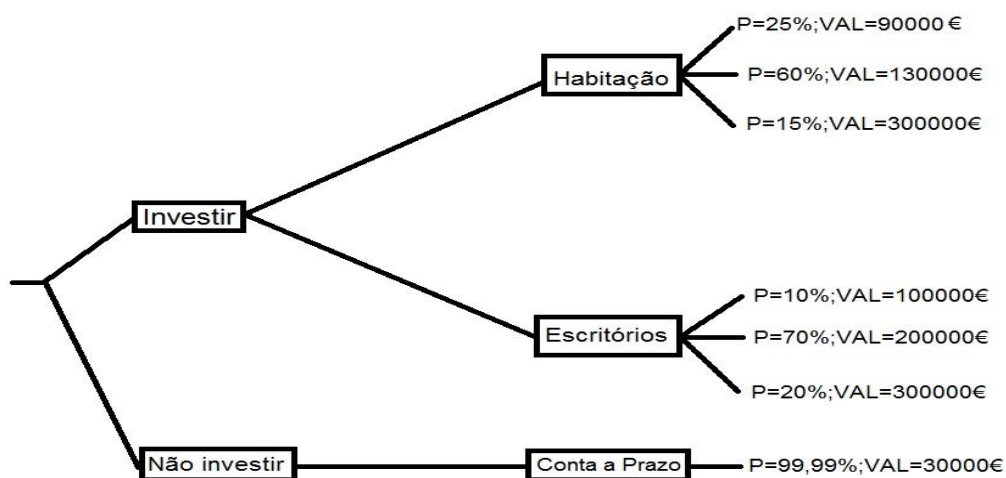 P=25%;VAL=90000€
Habitação
P=60%;VAL=130000€
P=15%;VAL=300000€
Investir
P=10%;VAL=100000€
Escritórios
P=70%;VAL=200000€
P=20%;VAL=300000€
Não investir
Conta a Prazo
P=99,99%;VAL=30000€